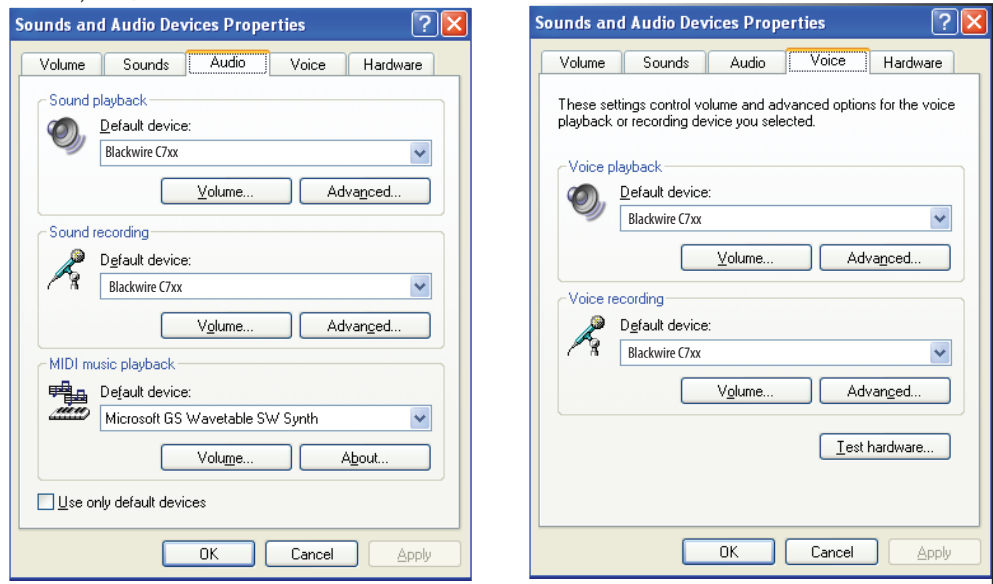 Sounds and Audio Devices Properties
Volume Sounds Audio Voice Hardware
Sound playback
Default device:
Blackwire C7xx
Volume... Advanced...
Sound recording
Default device:
Blackwire C7xx
Volume... Advanced...
MIDI music playback
Default device:
Microsoft GS Wavetable SW Synth
Volume... About...
Use only default devices
OK Cancel Apply
Sounds and Audio Devices Properties
Volume Sounds Audio Voice Hardware
These settings control volume and advanced options for the voice
playback or recording device you selected.
Voice playback
Default device:
Blackwire C7xx
Volume... Advanced...
Voice recording
Default device:
Blackwire C7xx
Volume... Advanced...
Test hardware...
OK Cancel Apply